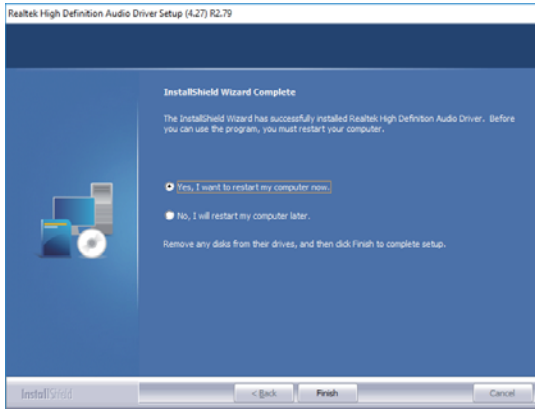 Realtek High Definition Audio Driver Setup (4.27) R2.79
InstallShield Wizard Complete
The InstallShield Wizard has successfully installed Realtek High Definition Audio Driver. Before
you can use the program, you must restart your computer.
Yes, I want to restart my computer now.
No, I will restart my computer later.
Remove any disks from their drives, and then click Finish to complete setup.
InstallShield
< Back
Finish
Cancel